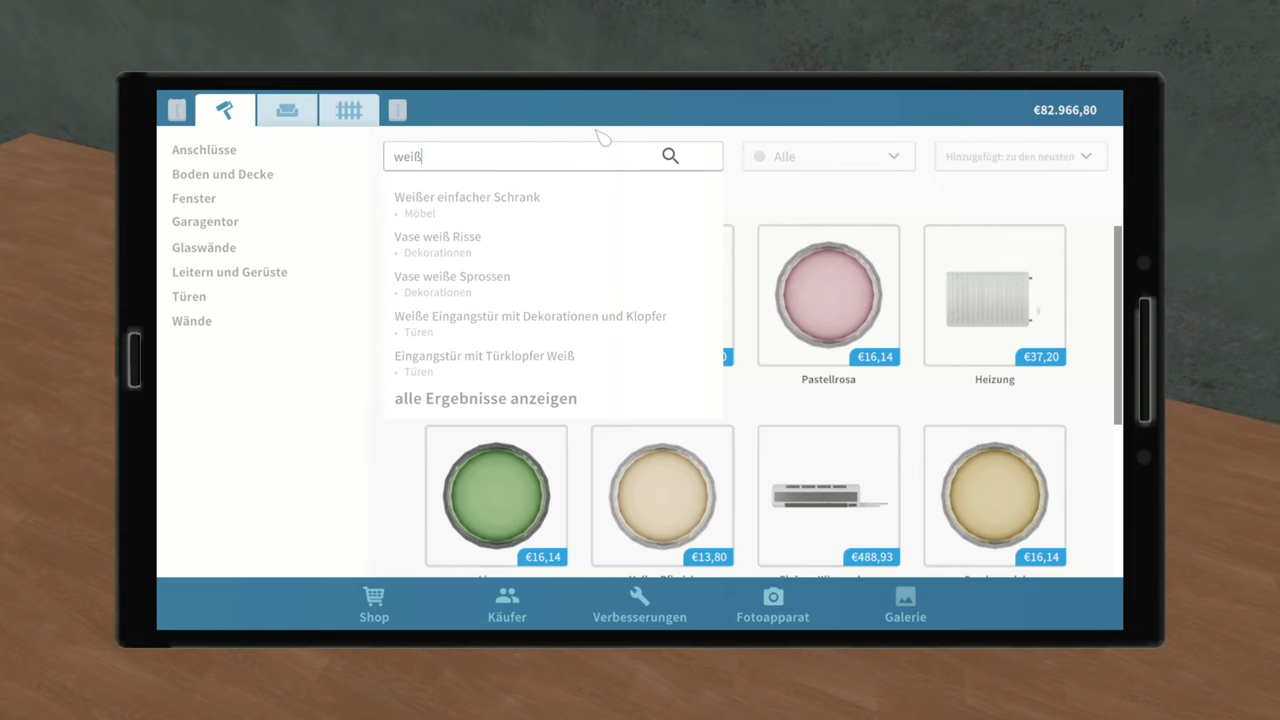 €82.966,80
Anschlüsse
Boden und Decke
Fenster
Garagentor
Glaswände
Leitern und Gerüste
Türen
Wände
weiß
Alle
Hinzugefügt: zu den neusten
Weißer einfacher Schrank
• Möbel
Vase weiß Risse
• Dekorationen
Vase weiße Sprossen
• Dekorationen
Weiße Eingangstür mit Dekorationen und Klopfer
• Türen
Eingangstür mit Türklopfer Weiß
• Türen
alle Ergebnisse anzeigen
€16,14
€37,20
Pastellrosa
Heizung
€16,14
€13,80
€488,93
€16,14
Shop
Käufer
Verbesserungen
Fotoapparat
Galerie